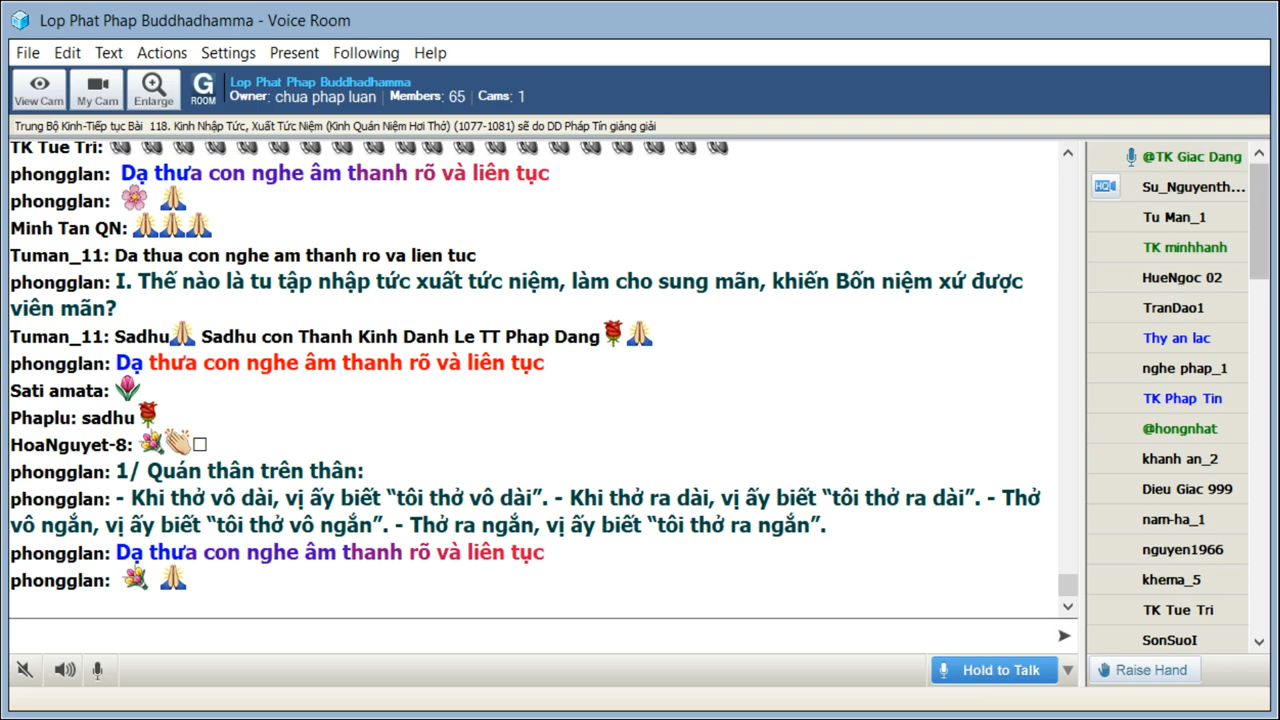 Lop Phat Phap Buddhadhamma - Voice Room
File Edit Text Actions Settings Present Following Help
View Cam My Cam Enlarge G ROOM
Lop Phat Phap Buddhadhamma
Owner: chua phap luan | Members: 65 | Cams: 1
Trung Bộ Kinh-Tiếp tục Bài 118. Kinh Nhập Tức, Xuất Tức Niệm (Kinh Quán Niệm Hơi Thở) (1077-1081) sẽ do DD Pháp Tín giảng giải
TK Tue Tri:
phongglan: Dạ thưa con nghe âm thanh rõ và liên tục
phongglan:
Minh Tan QN:
Tuman_11: Da thua con nghe am thanh ro va lien tuc
phongglan: I. Thế nào là tu tập nhập tức xuất tức niệm, làm cho sung mãn, khiến Bốn niệm xứ được
viên mãn?
Tuman_11: Sadhu Sadhu con Thanh Kinh Danh Le TT Phap Dang
phongglan: Dạ thưa con nghe âm thanh rõ và liên tục
Sati amata:
Phaplu: sadhu
HoaNguyet-8:
phongglan: 1/ Quán thân trên thân:
phongglan: - Khi thở vô dài, vị ấy biết “tôi thở vô dài”. - Khi thở ra dài, vị ấy biết “tôi thở ra dài”. - Thở
vô ngắn, vị ấy biết “tôi thở vô ngắn”. - Thở ra ngắn, vị ấy biết “tôi thở ra ngắn”.
phongglan: Dạ thưa con nghe âm thanh rõ và liên tục
phongglan:
@TK Giac Dang
HQ
Su_Nguyenth...
Tu Man_1
TK minhhanh
HueNgoc 02
TranDao1
Thy an lac
nghe phap_1
TK Phap Tin
@hongnhat
khanh an_2
Dieu Giac 999
nam-ha_1
nguyen1966
khema_5
TK Tue Tri
SonSuoI
Hold to Talk
Raise Hand